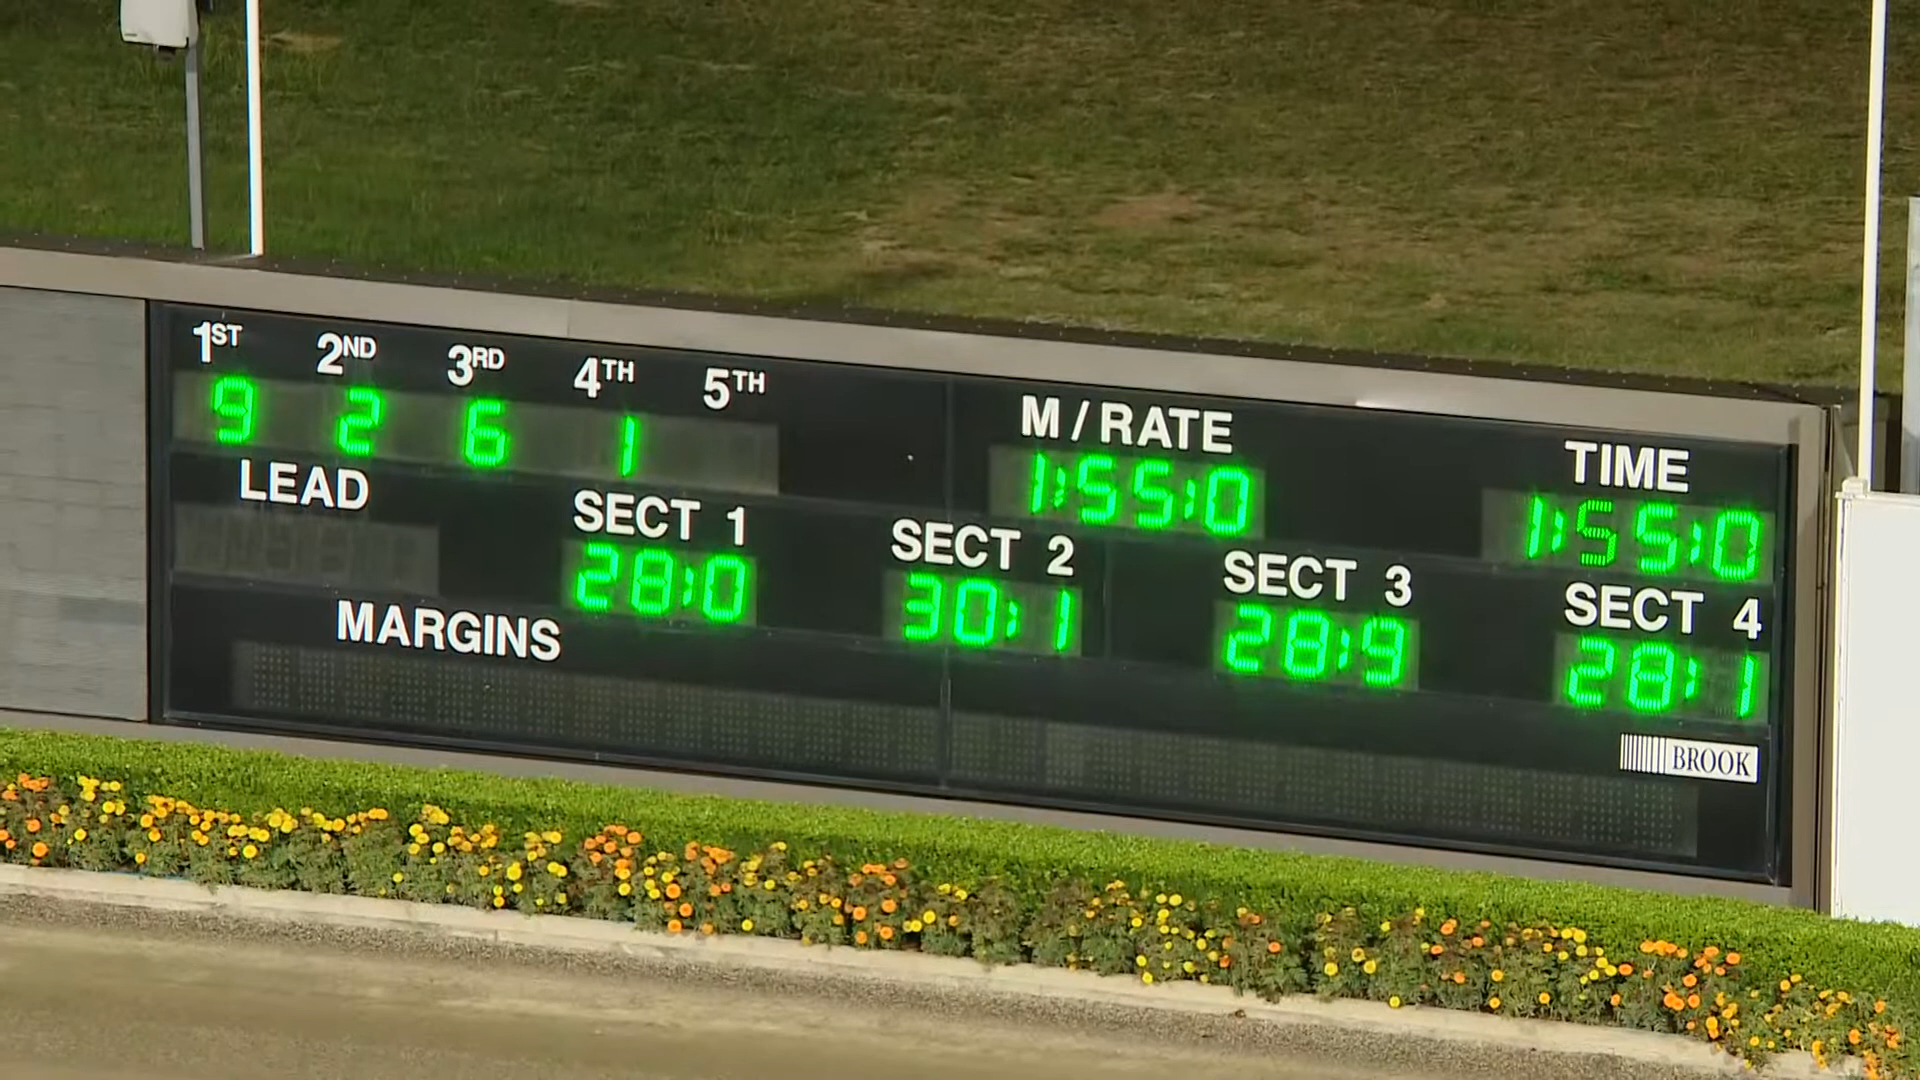 1ST 2ND 3RD 4TH 5TH
9 2 6 1
M/RATE
1:55:0
TIME
1:55:0
LEAD
SECT 1
28:0
SECT 2
30:1
SECT 3
28:9
SECT 4
28:1
MARGINS
BROOK